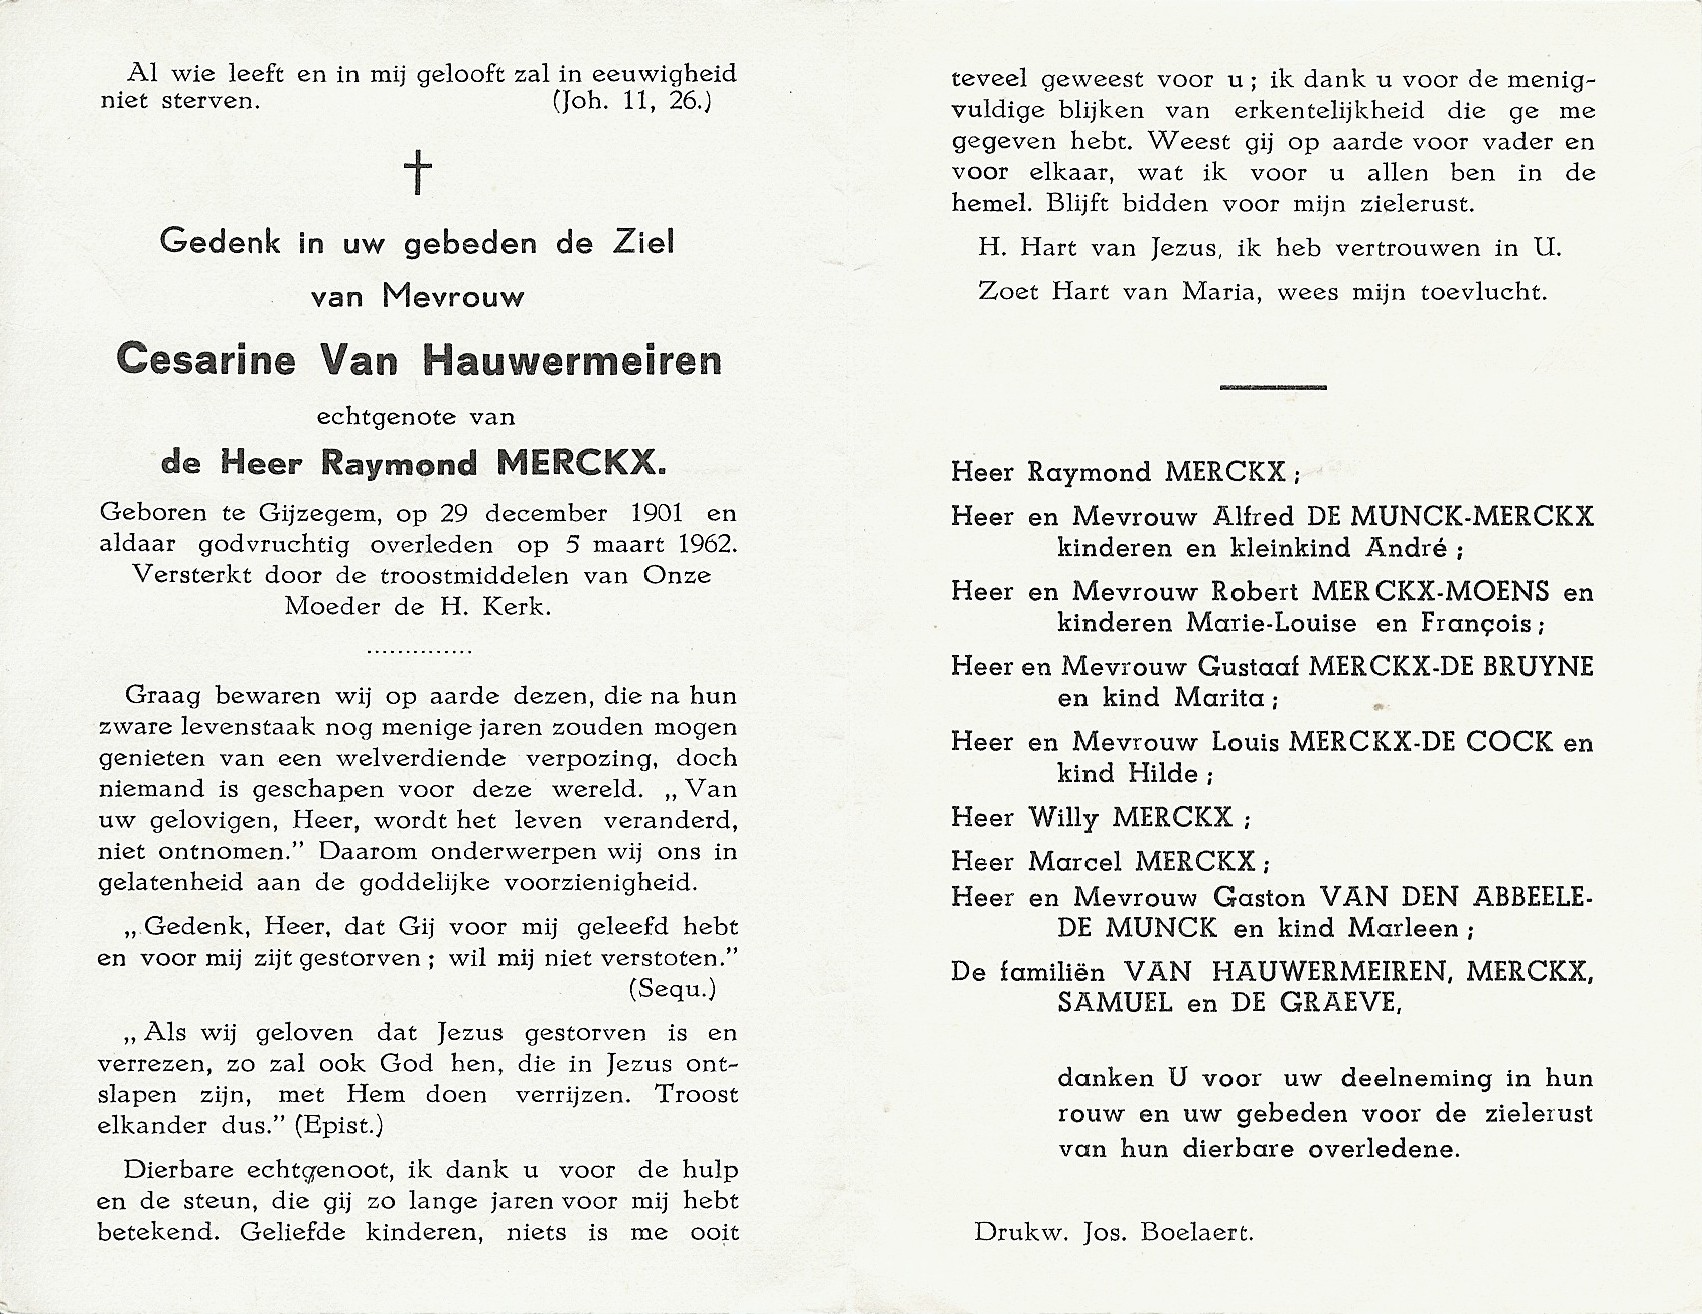 Al wie leeft en in mij gelooft zal in eeuwigheid
niet sterven. (Joh. 11, 26.)
Gedenk in uw gebeden de Ziel
van Mevrouw
Cesarine Van Hauwermeiren
echtgenote van
de Heer Raymond MERCKX.
Geboren te Gijzegem, op 29 december 1901 en
aldaar godvruchtig overleden op 5 maart 1962.
Versterkt door de troostmiddelen van Onze
Moeder de H. Kerk.
..............
Graag bewaren wij op aarde dezen, die na hun
zware levenstaak nog menige jaren zouden mogen
genieten van een welverdiende verpozing, doch
niemand is geschapen voor deze wereld. „Van
uw gelovigen, Heer, wordt het leven veranderd,
niet ontnomen.” Daarom onderwerpen wij ons in
gelatenheid aan de goddelijke voorzienigheid.
„Gedenk, Heer, dat Gij voor mij geleefd hebt
en voor mij zijt gestorven ; wil mij niet verstoten.”
(Sequ.)
„Als wij geloven dat Jezus gestorven is en
verrezen, zo zal ook God hen, die in Jezus ont-
slapen zijn, met Hem doen verrijzen. Troost
elkander dus.” (Epist.)
Dierbare echtgenoot, ik dank u voor de hulp
en de steun, die gij zo lange jaren voor mij hebt
betekend. Geliefde kinderen, niets is me ooit
teveel geweest voor u ; ik dank u voor de menig-
vuldige blijken van erkentelijkheid die ge me
gegeven hebt. Weest gij op aarde voor vader en
voor elkaar, wat ik voor u allen ben in de
hemel. Blijft bidden voor mijn zielerust.
H. Hart van Jezus, ik heb vertrouwen in U.
Zoet Hart van Maria, wees mijn toevlucht.
Heer Raymond MERCKX ;
Heer en Mevrouw Alfred DE MUNCK-MERCKX
kinderen en kleinkind André ;
Heer en Mevrouw Robert MERCKX-MOENS en
kinderen Marie-Louise en François ;
Heer en Mevrouw Gustaaf MERCKX-DE BRUYNE
en kind Marita ;
Heer en Mevrouw Louis MERCKX-DE COCK en
kind Hilde ;
Heer Willy MERCKX ;
Heer Marcel MERCKX ;
Heer en Mevrouw Gaston VAN DEN ABBEELE-
DE MUNCK en kind Marleen ;
De familiën VAN HAUWERMEIREN, MERCKX,
SAMUEL en DE GRAEVE,
danken U voor uw deelneming in hun
rouw en uw gebeden voor de zielerust
van hun dierbare overledene.
Drukw. Jos. Boelaert.